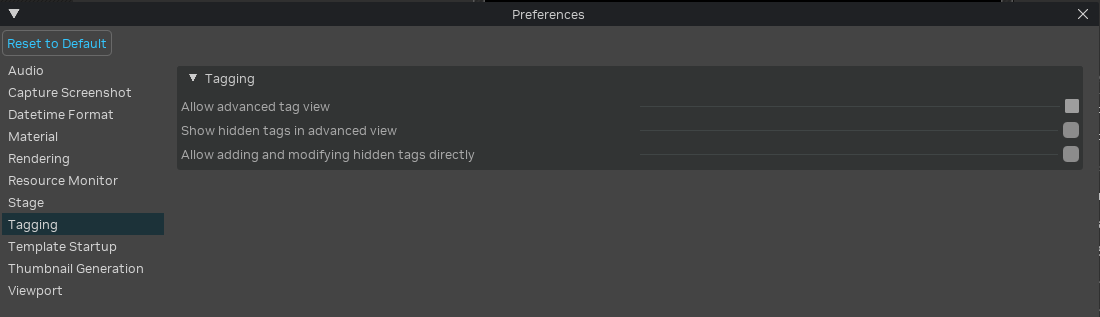 Preferences
Reset to Default
Audio
Capture Screenshot
Datetime Format
Material
Rendering
Resource Monitor
Stage
Tagging
Template Startup
Thumbnail Generation
Viewport
Tagging
Allow advanced tag view
Show hidden tags in advanced view
Allow adding and modifying hidden tags directly